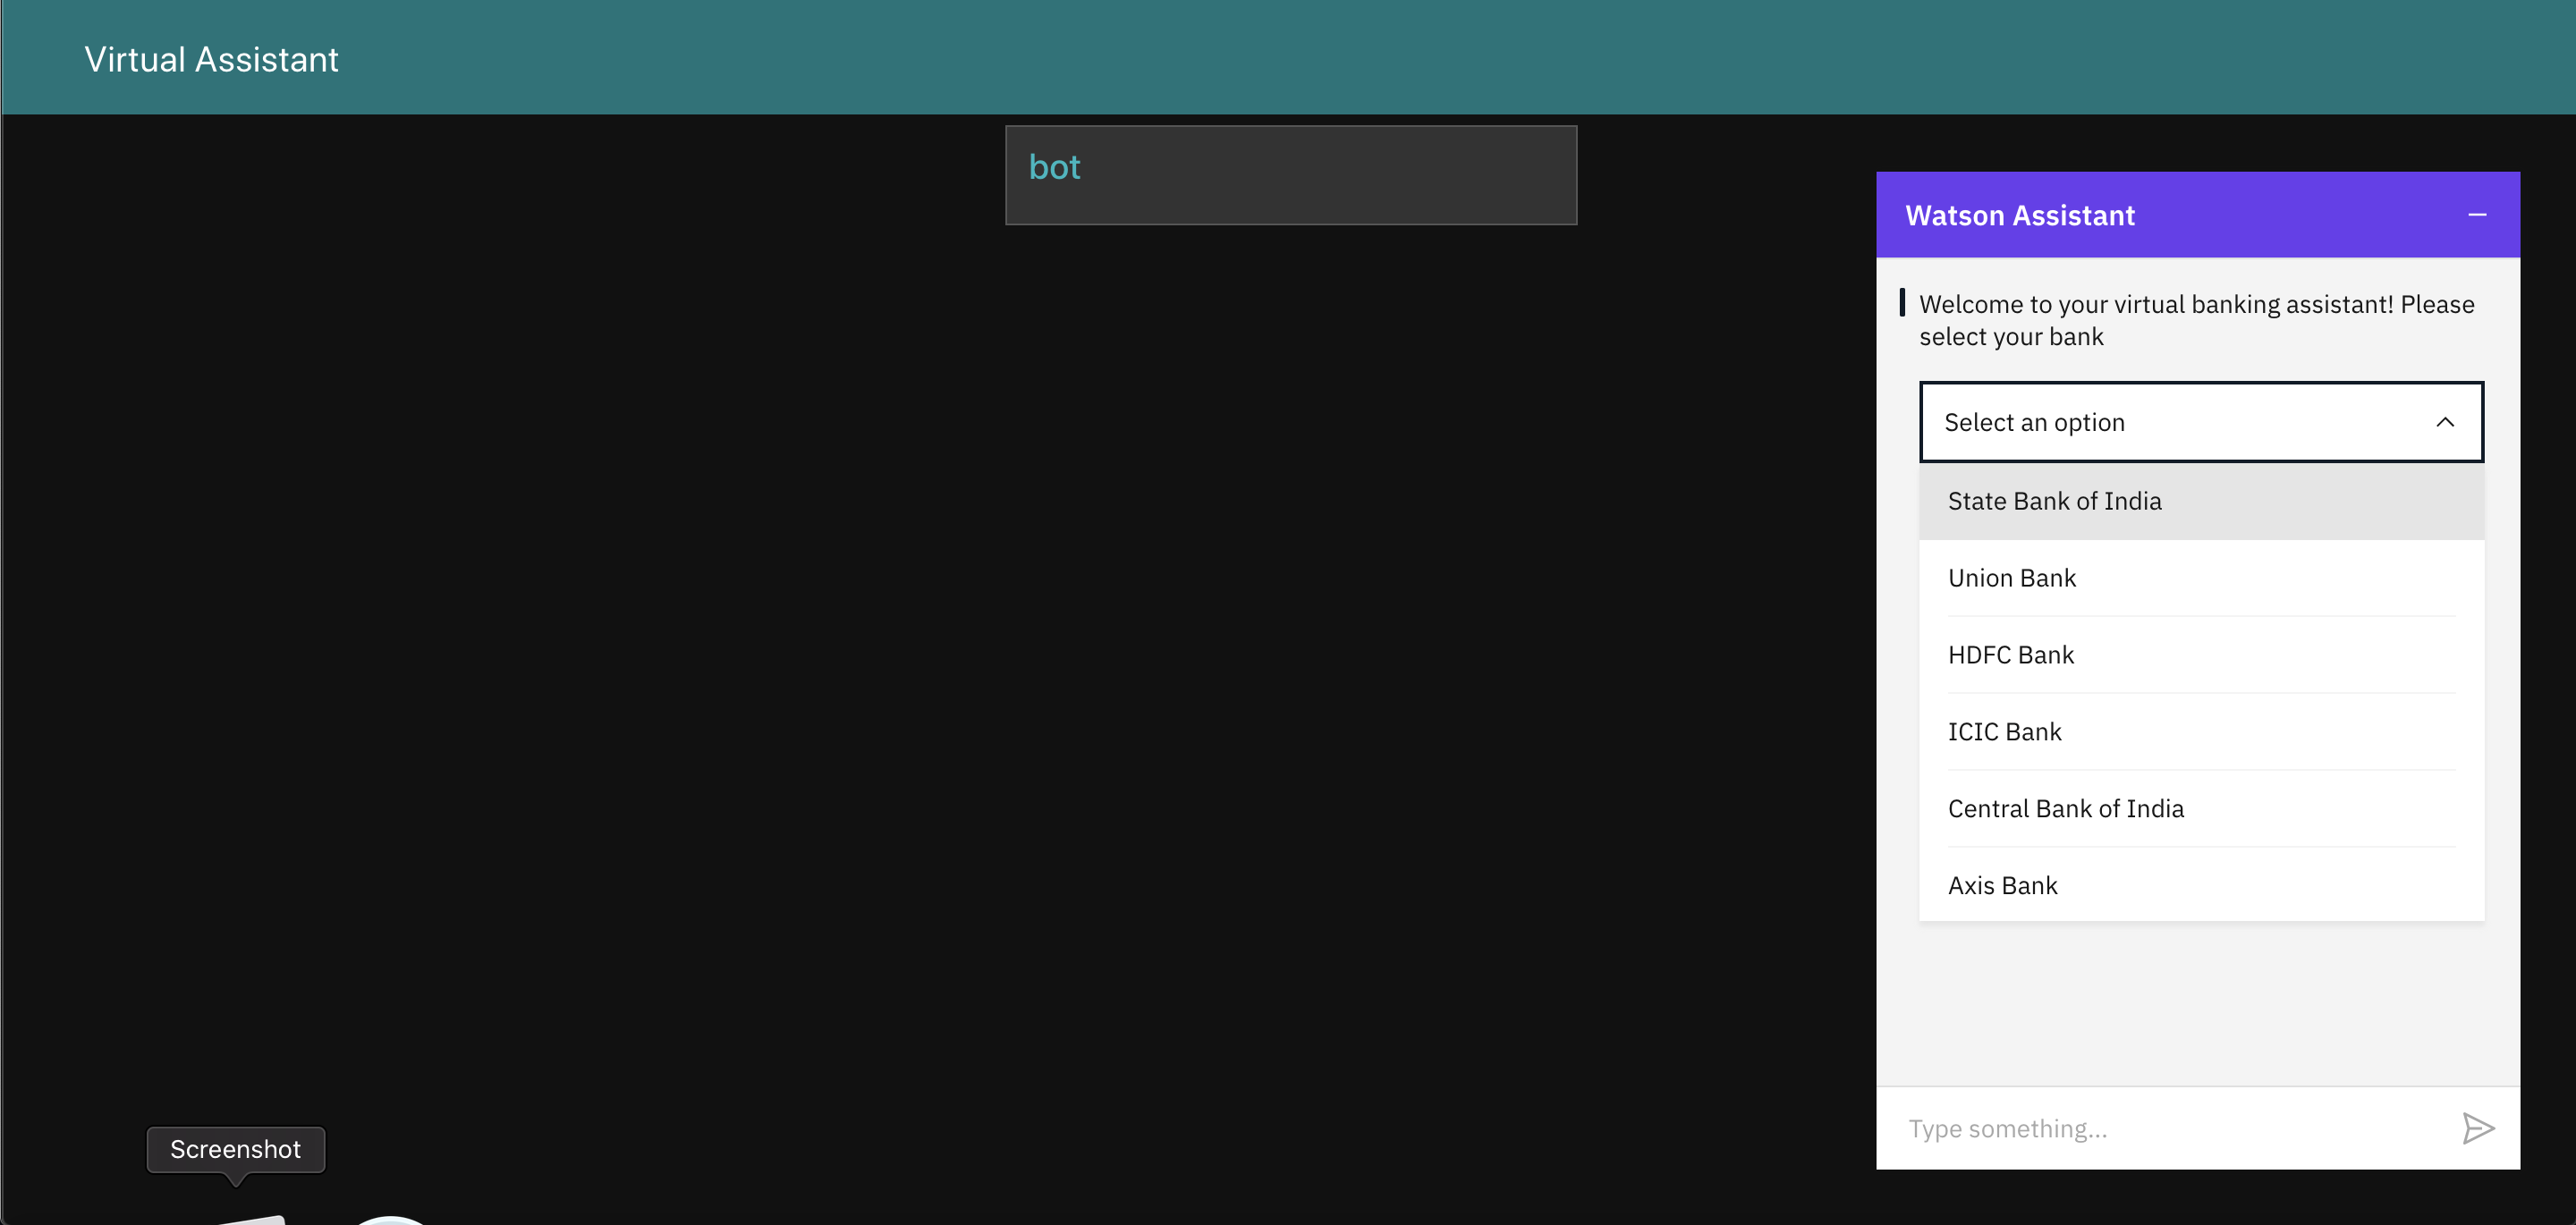 Virtual Assistant
bot
Watson Assistant
Welcome to your virtual banking assistant! Please
select your bank
Select an option
State Bank of India
Union Bank
HDFC Bank
ICIC Bank
Central Bank of India
Axis Bank
Type something...
Screenshot